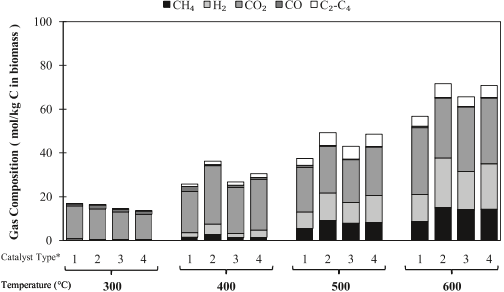 CH₄ H₂ CO₂ CO C₂-C₄
Gas Composition ( mol/kg C in biomass)
100
80
60
40
20
0
Catalyst Type* 1 2 3 4 1 2 3 4 1 2 3 4 1 2 3 4
Temperature (°C) 300 400 500 600